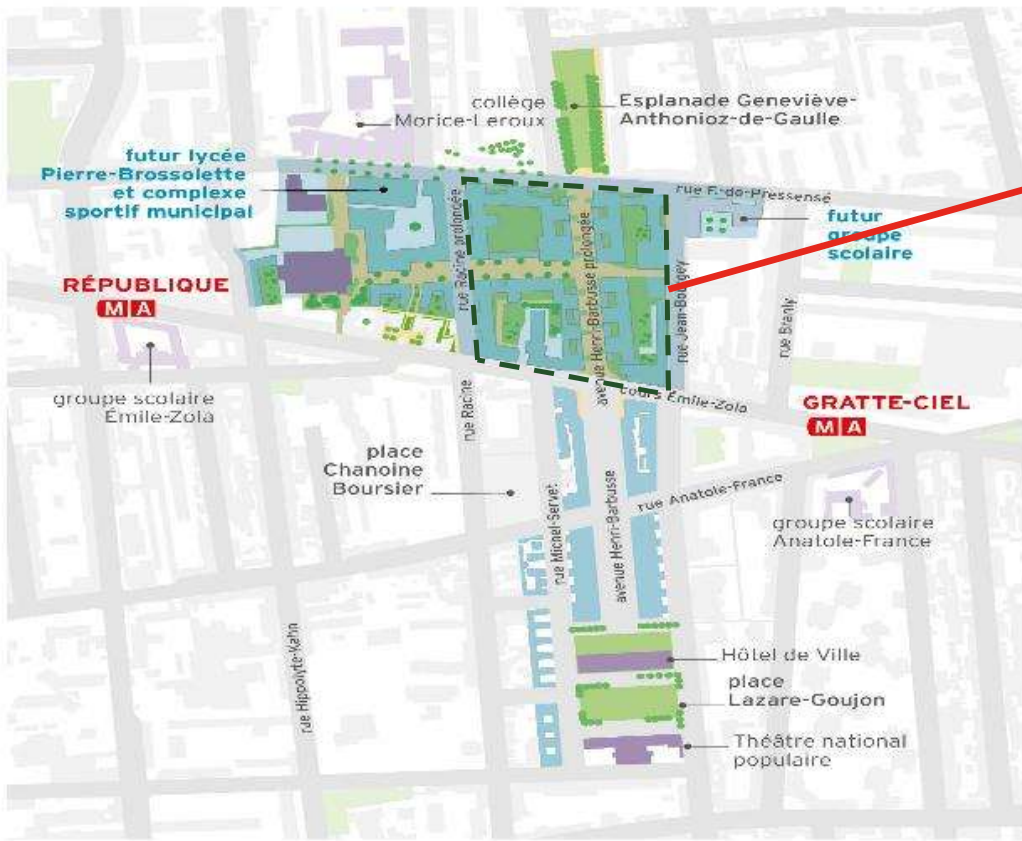 collège
Morice-Leroux
Esplanade Geneviève-
Anthonioz-de-Gaulle
futur lycée
Pierre-Brossolette
et complexe
sportif municipal
rue F.-de-Pressensé
futur
groupe
scolaire
rue Racine prolongée
avenue Henri-Barbusse prolongée
rue Jean-Bourgey
rue Branly
RÉPUBLIQUE
M A
groupe scolaire
Émile-Zola
cours Émile-Zola
GRATTE-CIEL
M A
rue Racine
place
Chanoine
Boursier
rue Anatole-France
rue Michel-Servet
avenue Henri-Barbusse
groupe scolaire
Anatole-France
rue Hippolyte-Kahn
Hôtel de Ville
place
Lazare-Goujon
Théâtre national
populaire